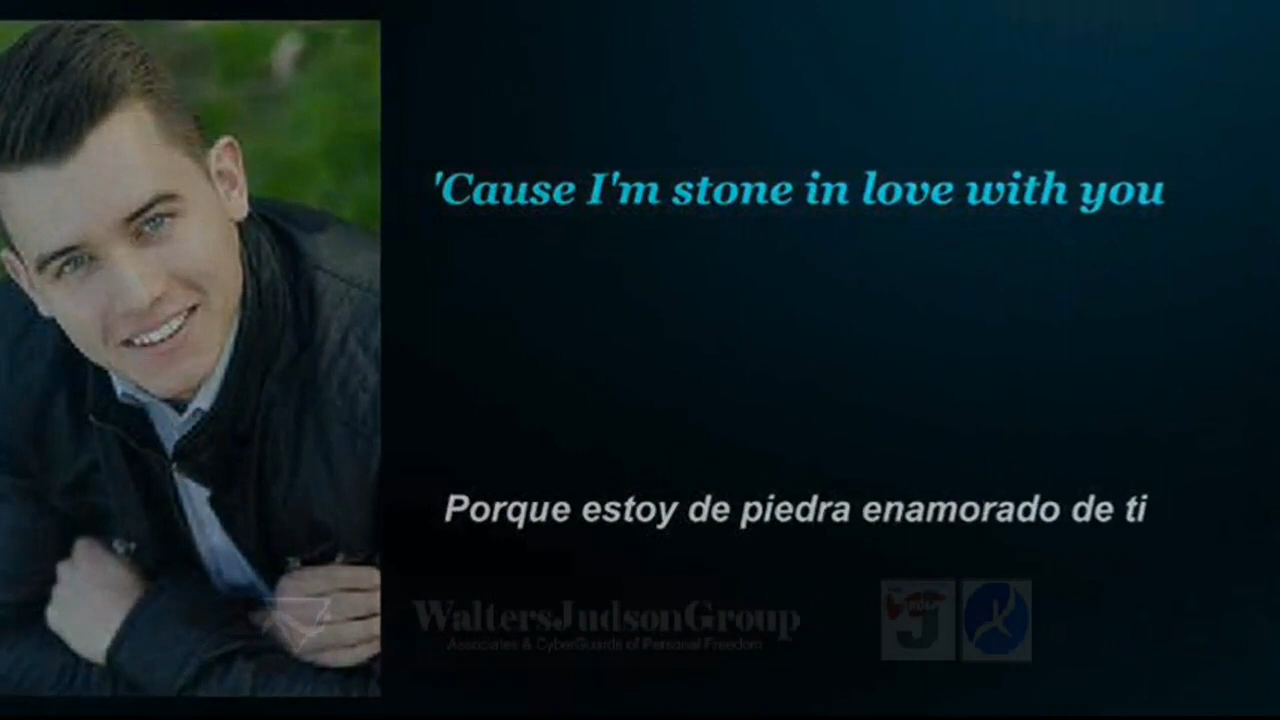 'Cause I'm stone in love with you
Porque estoy de piedra enamorado de ti
WaltersJudsonGroup
Associates & CyberGuards of Personal Freedom